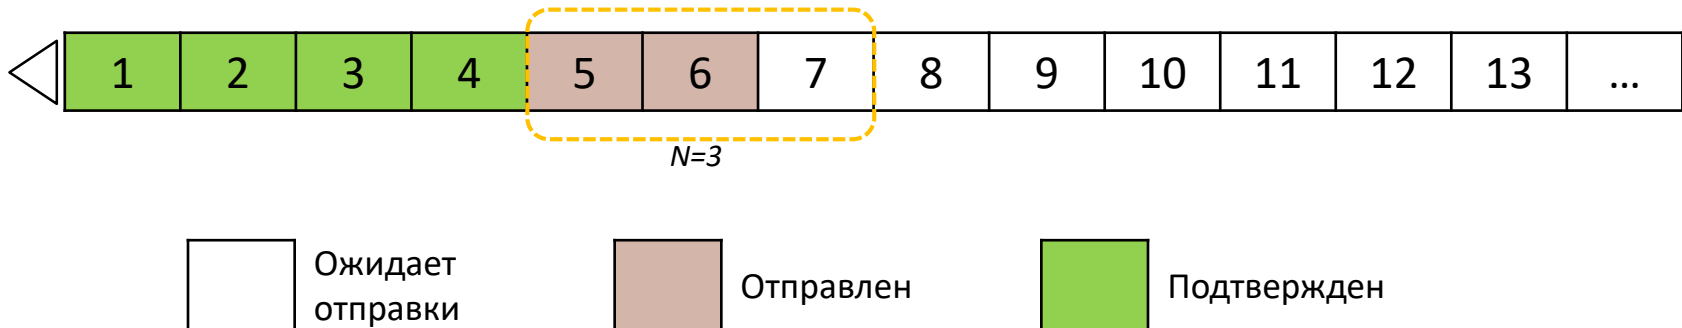 1 2 3 4 5 6 7 8 9 10 11 12 13 ...
N=3
Ожидает
отправки
Отправлен
Подтвержден